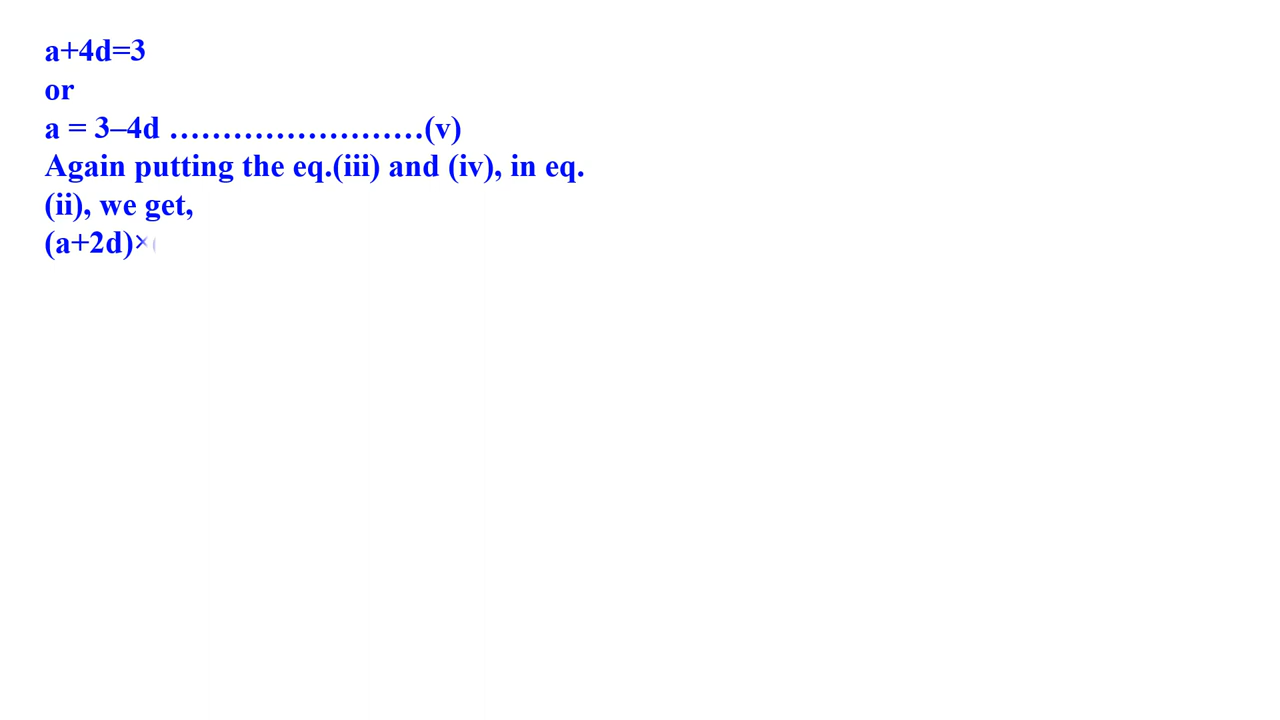 a+4d=3
or
a = 3–4d ……………………(v)
Again putting the eq.(iii) and (iv), in eq.
(ii), we get,
(a+2d)×(